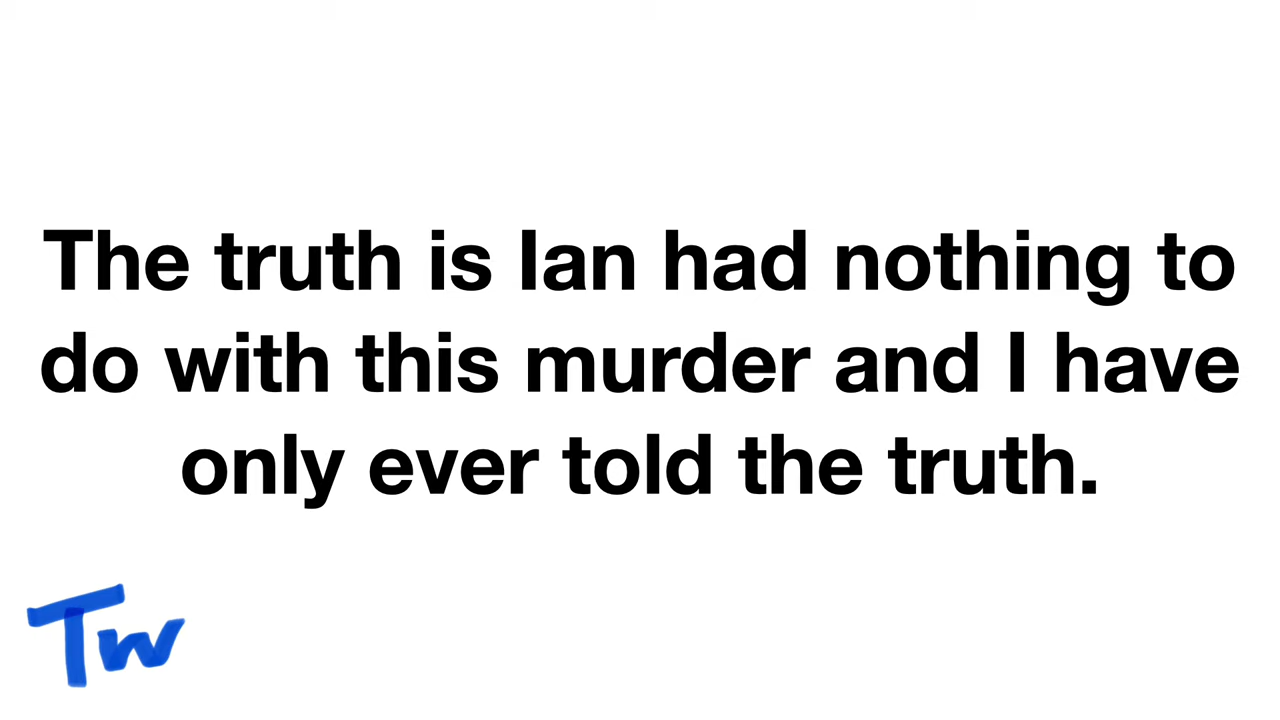 The truth is Ian had nothing to
do with this murder and I have
only ever told the truth.
Tw